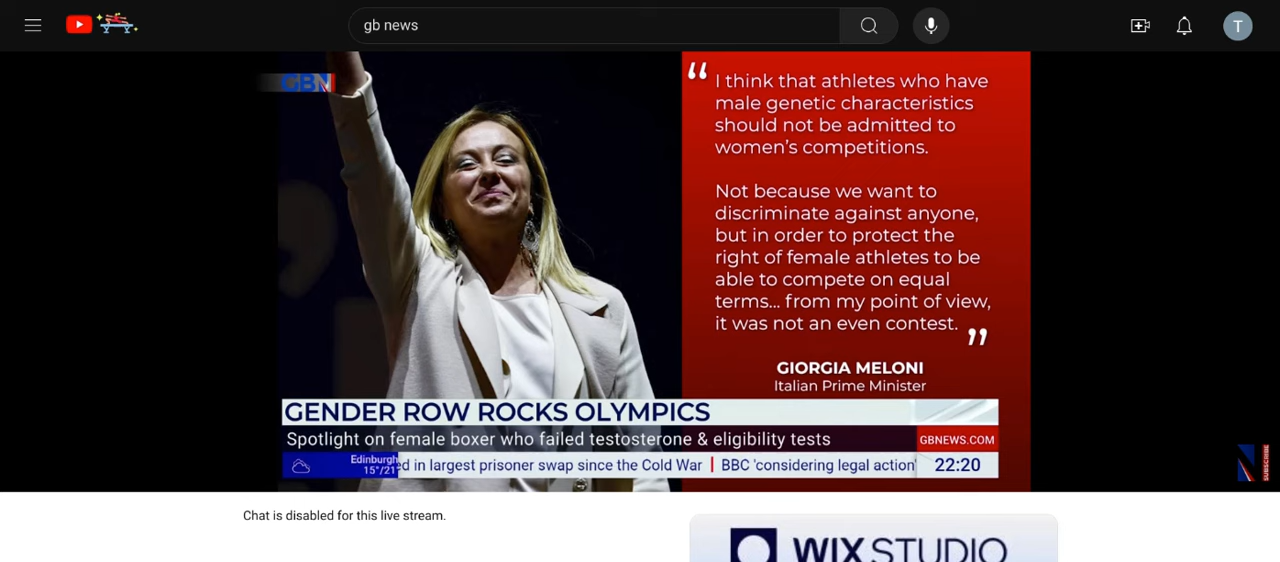 gb news
T
GBN
“
I think that athletes who have
male genetic characteristics
should not be admitted to
women’s competitions.
Not because we want to
discriminate against anyone,
but in order to protect the
right of female athletes to be
able to compete on equal
terms... from my point of view,
it was not an even contest.
”
GIORGIA MELONI
Italian Prime Minister
GENDER ROW ROCKS OLYMPICS
Spotlight on female boxer who failed testosterone & eligibility tests
GBNEWS.COM
Edinburgh
15°/21°
ed in largest prisoner swap since the Cold War | BBC 'considering legal action'
22:20
SUBSCRIBE
Chat is disabled for this live stream.
WIX STUDIO